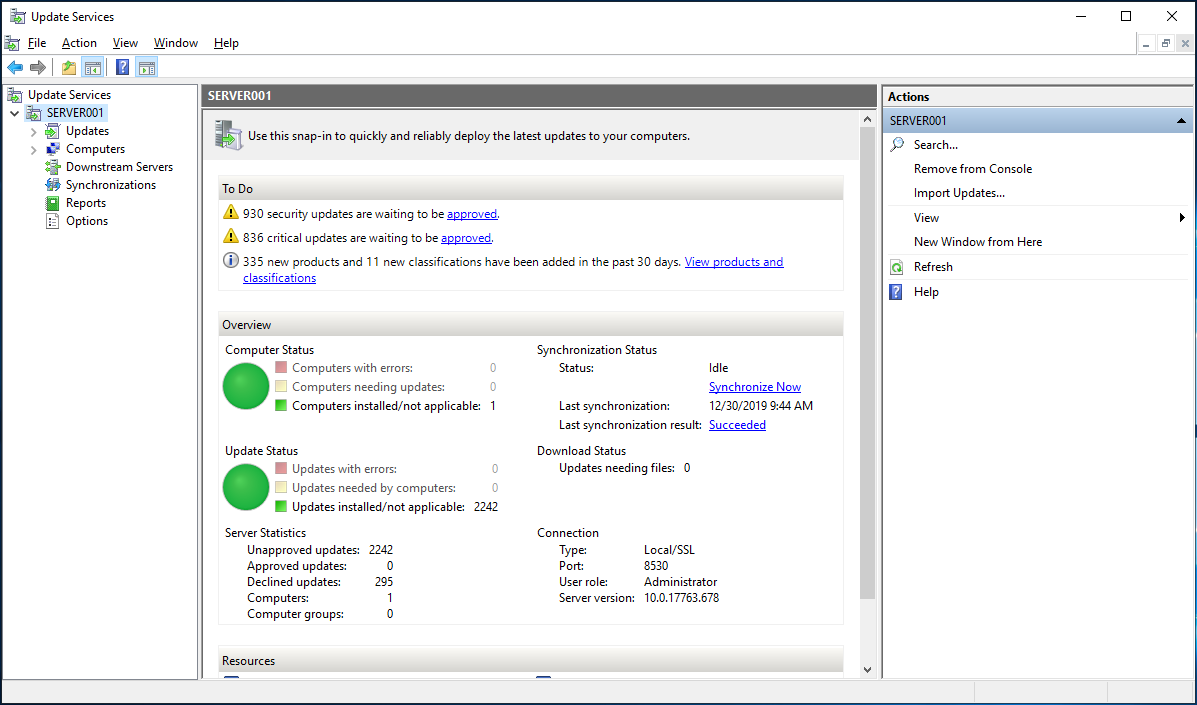 Update Services
File Action View Window Help
Update Services
SERVER001
Updates
Computers
Downstream Servers
Synchronizations
Reports
Options
SERVER001
Use this snap-in to quickly and reliably deploy the latest updates to your computers.
To Do
930 security updates are waiting to be approved.
836 critical updates are waiting to be approved.
335 new products and 11 new classifications have been added in the past 30 days. View products and
classifications
Overview
Computer Status
Computers with errors: 0
Computers needing updates: 0
Computers installed/not applicable: 1
Synchronization Status
Status: Idle
Synchronize Now
Last synchronization: 12/30/2019 9:44 AM
Last synchronization result: Succeeded
Update Status
Updates with errors: 0
Updates needed by computers: 0
Updates installed/not applicable: 2242
Download Status
Updates needing files: 0
Server Statistics
Unapproved updates: 2242
Approved updates: 0
Declined updates: 295
Computers: 1
Computer groups: 0
Connection
Type: Local/SSL
Port: 8530
User role: Administrator
Server version: 10.0.17763.678
Resources
Actions
SERVER001
Search...
Remove from Console
Import Updates...
View
New Window from Here
Refresh
Help